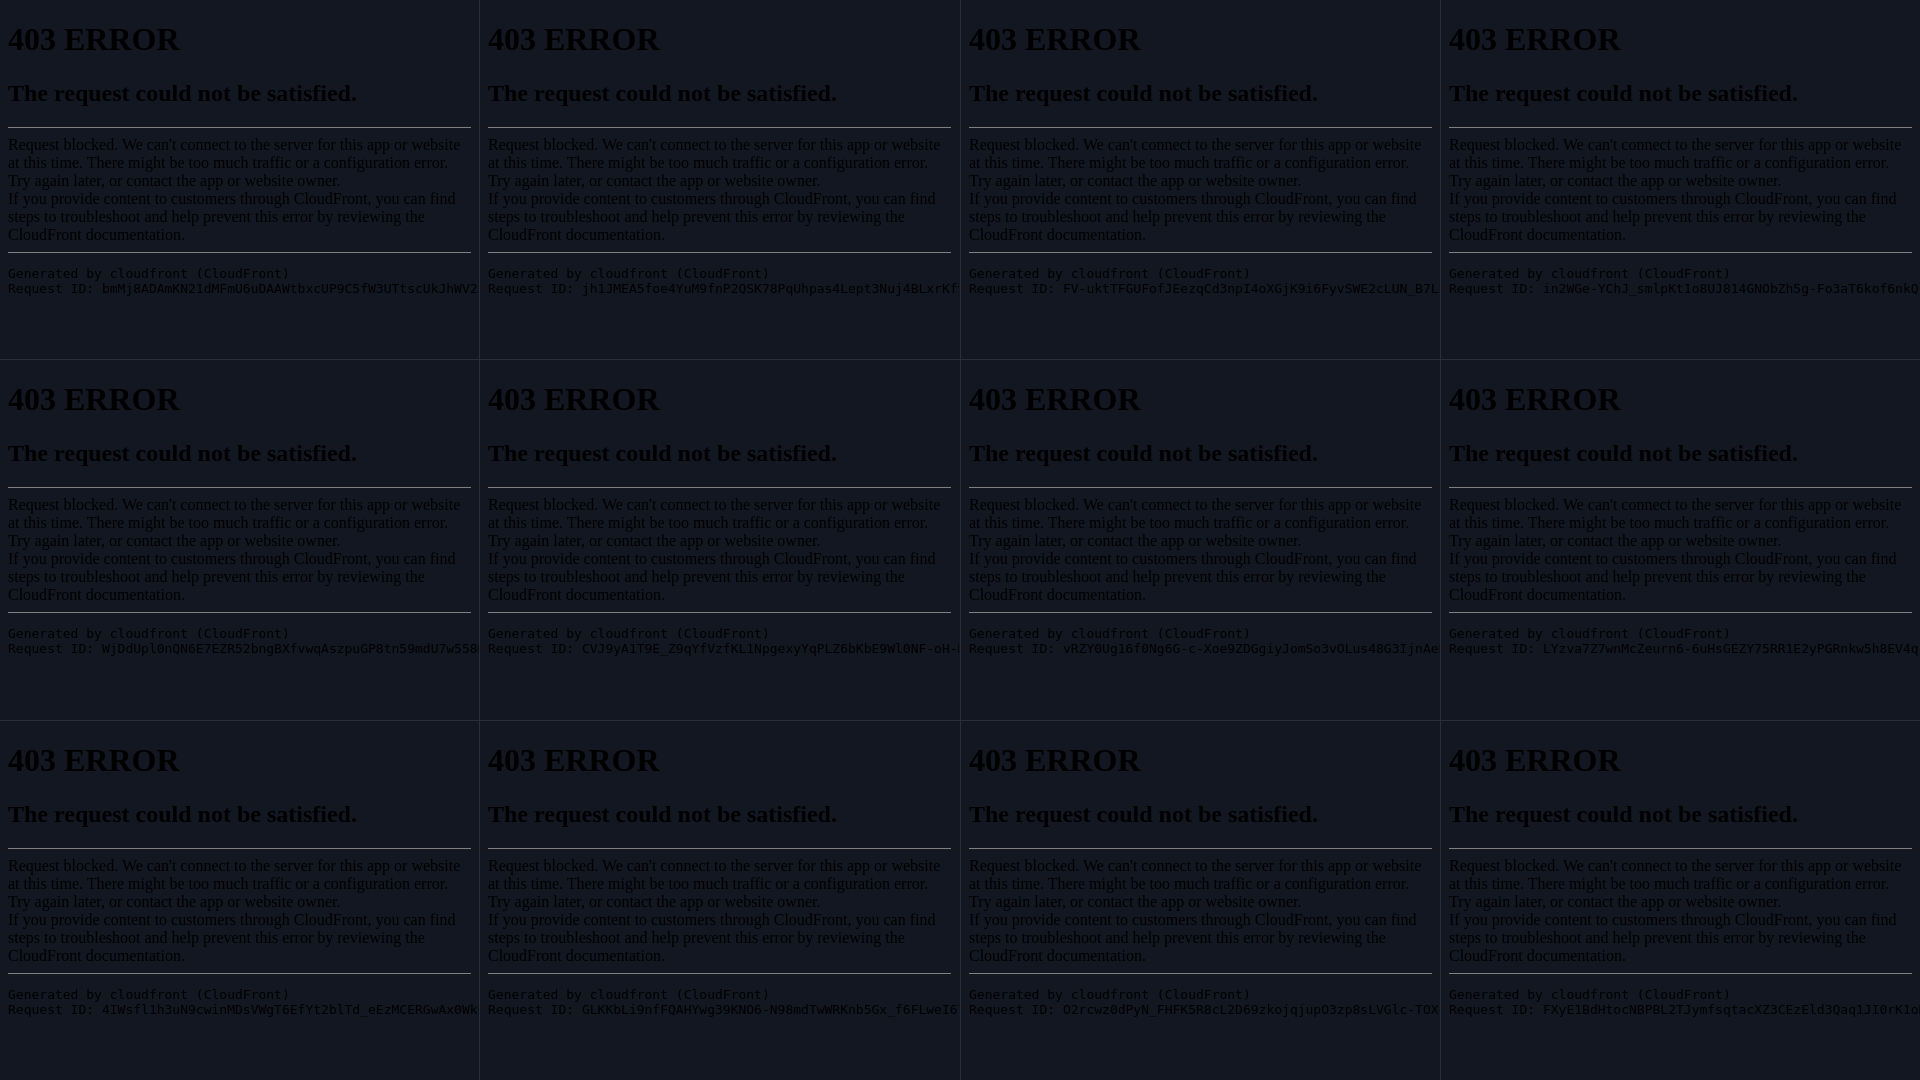 403 ERROR
The request could not be satisfied.
Request blocked. We can't connect to the server for this app or website
at this time. There might be too much traffic or a configuration error.
Try again later, or contact the app or website owner.
If you provide content to customers through CloudFront, you can find
steps to troubleshoot and help prevent this error by reviewing the
CloudFront documentation.
Generated by cloudfront (CloudFront)
Request ID: bmMj8ADAmKN21dMFmU6uDAAWtbxcUP9C5fW3UTtscUkJhWV2
403 ERROR
The request could not be satisfied.
Request blocked. We can't connect to the server for this app or website
at this time. There might be too much traffic or a configuration error.
Try again later, or contact the app or website owner.
If you provide content to customers through CloudFront, you can find
steps to troubleshoot and help prevent this error by reviewing the
CloudFront documentation.
Generated by cloudfront (CloudFront)
Request ID: jh1JMEA5foe4YuM9fnP2QSK78PqUhpas4Lept3Nuj4BLxrKf
403 ERROR
The request could not be satisfied.
Request blocked. We can't connect to the server for this app or website
at this time. There might be too much traffic or a configuration error.
Try again later, or contact the app or website owner.
If you provide content to customers through CloudFront, you can find
steps to troubleshoot and help prevent this error by reviewing the
CloudFront documentation.
Generated by cloudfront (CloudFront)
Request ID: FV-uktTFGUFofJEezqCd3npI4oXGjK9i6FyvSWE2cLUN_B7L
403 ERROR
The request could not be satisfied.
Request blocked. We can't connect to the server for this app or website
at this time. There might be too much traffic or a configuration error.
Try again later, or contact the app or website owner.
If you provide content to customers through CloudFront, you can find
steps to troubleshoot and help prevent this error by reviewing the
CloudFront documentation.
Generated by cloudfront (CloudFront)
Request ID: in2WGe-YChJ_smlpKt1o8UJ814GNObZh5g-Fo3aT6kof6nkQ
403 ERROR
The request could not be satisfied.
Request blocked. We can't connect to the server for this app or website
at this time. There might be too much traffic or a configuration error.
Try again later, or contact the app or website owner.
If you provide content to customers through CloudFront, you can find
steps to troubleshoot and help prevent this error by reviewing the
CloudFront documentation.
Generated by cloudfront (CloudFront)
Request ID: WjDdUpl0nQN6E7EZR52bngBXfvwqAszpuGP8tn59mdU7w558
403 ERROR
The request could not be satisfied.
Request blocked. We can't connect to the server for this app or website
at this time. There might be too much traffic or a configuration error.
Try again later, or contact the app or website owner.
If you provide content to customers through CloudFront, you can find
steps to troubleshoot and help prevent this error by reviewing the
CloudFront documentation.
Generated by cloudfront (CloudFront)
Request ID: CVJ9yA1T9E_Z9qYfVzfKL1NpgexyYqPLZ6bKbE9Wl0NF-oH-
403 ERROR
The request could not be satisfied.
Request blocked. We can't connect to the server for this app or website
at this time. There might be too much traffic or a configuration error.
Try again later, or contact the app or website owner.
If you provide content to customers through CloudFront, you can find
steps to troubleshoot and help prevent this error by reviewing the
CloudFront documentation.
Generated by cloudfront (CloudFront)
Request ID: vRZY0Ug16f0Ng6G-c-Xoe9ZDGgiyJomSo3vOLus48G3IjnAe
403 ERROR
The request could not be satisfied.
Request blocked. We can't connect to the server for this app or website
at this time. There might be too much traffic or a configuration error.
Try again later, or contact the app or website owner.
If you provide content to customers through CloudFront, you can find
steps to troubleshoot and help prevent this error by reviewing the
CloudFront documentation.
Generated by cloudfront (CloudFront)
Request ID: LYzva7Z7wnMcZeurn6-6uHsGEZY75RR1E2yPGRnkw5h8EV4q
403 ERROR
The request could not be satisfied.
Request blocked. We can't connect to the server for this app or website
at this time. There might be too much traffic or a configuration error.
Try again later, or contact the app or website owner.
If you provide content to customers through CloudFront, you can find
steps to troubleshoot and help prevent this error by reviewing the
CloudFront documentation.
Generated by cloudfront (CloudFront)
Request ID: 4IWsfl1h3uN9cwinMDsVWgT6EfYt2blTd_eEzMCERGwAx0Wk
403 ERROR
The request could not be satisfied.
Request blocked. We can't connect to the server for this app or website
at this time. There might be too much traffic or a configuration error.
Try again later, or contact the app or website owner.
If you provide content to customers through CloudFront, you can find
steps to troubleshoot and help prevent this error by reviewing the
CloudFront documentation.
Generated by cloudfront (CloudFront)
Request ID: GLKKbLi9nfFQAHYwg39KNO6-N98mdTwWRKnb5Gx_f6FLweI6
403 ERROR
The request could not be satisfied.
Request blocked. We can't connect to the server for this app or website
at this time. There might be too much traffic or a configuration error.
Try again later, or contact the app or website owner.
If you provide content to customers through CloudFront, you can find
steps to troubleshoot and help prevent this error by reviewing the
CloudFront documentation.
Generated by cloudfront (CloudFront)
Request ID: O2rcwz0dPyN_FHFK5R8cL2D69zkojqjupO3zp8sLVGlc-TOX
403 ERROR
The request could not be satisfied.
Request blocked. We can't connect to the server for this app or website
at this time. There might be too much traffic or a configuration error.
Try again later, or contact the app or website owner.
If you provide content to customers through CloudFront, you can find
steps to troubleshoot and help prevent this error by reviewing the
CloudFront documentation.
Generated by cloudfront (CloudFront)
Request ID: FXyE1BdHtocNBPBL2TJymfsqtacXZ3CEzEld3Qaq1JI0rK1o